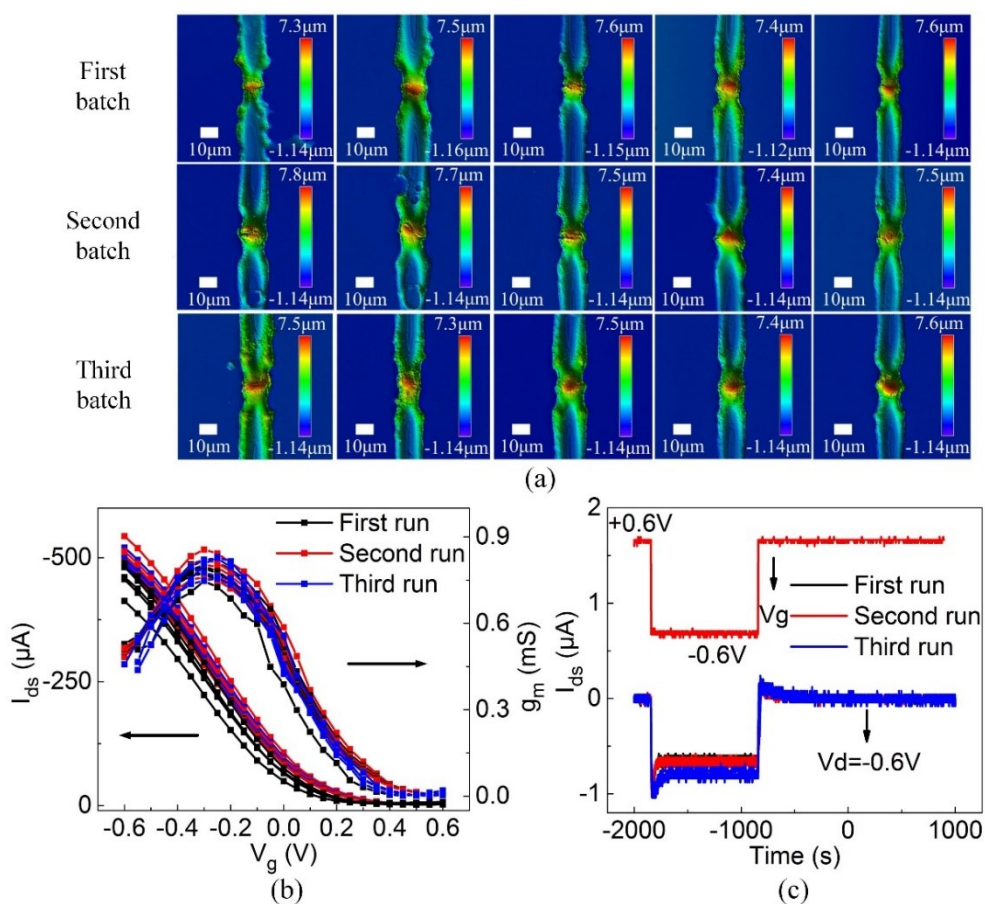 First
batch
7.3μm
7.5μm
7.6μm
7.4μm
7.6μm
10μm
10μm
10μm
10μm
10μm
-1.14μm
-1.16μm
-1.15μm
-1.12μm
-1.14μm
Second
batch
7.8μm
7.7μm
7.5μm
7.4μm
7.5μm
10μm
10μm
10μm
10μm
10μm
-1.14μm
-1.14μm
-1.14μm
-1.14μm
-1.14μm
Third
batch
7.5μm
7.3μm
7.5μm
7.4μm
7.6μm
10μm
10μm
10μm
10μm
10μm
-1.14μm
-1.14μm
-1.14μm
-1.14μm
-1.14μm
(a)
First run
Second run
Third run
-500
-250
0
I_ds (μA)
0.9
0.6
0.3
0.0
g_m (mS)
-0.6 -0.4 -0.2 0.0 0.2 0.4 0.6
V_g (V)
(b)
2
1
0
-1
I_ds (μA)
+0.6V
-0.6V
Vg
First run
Second run
Third run
Vd=-0.6V
-2000 -1000 0 1000
Time (s)
(c)